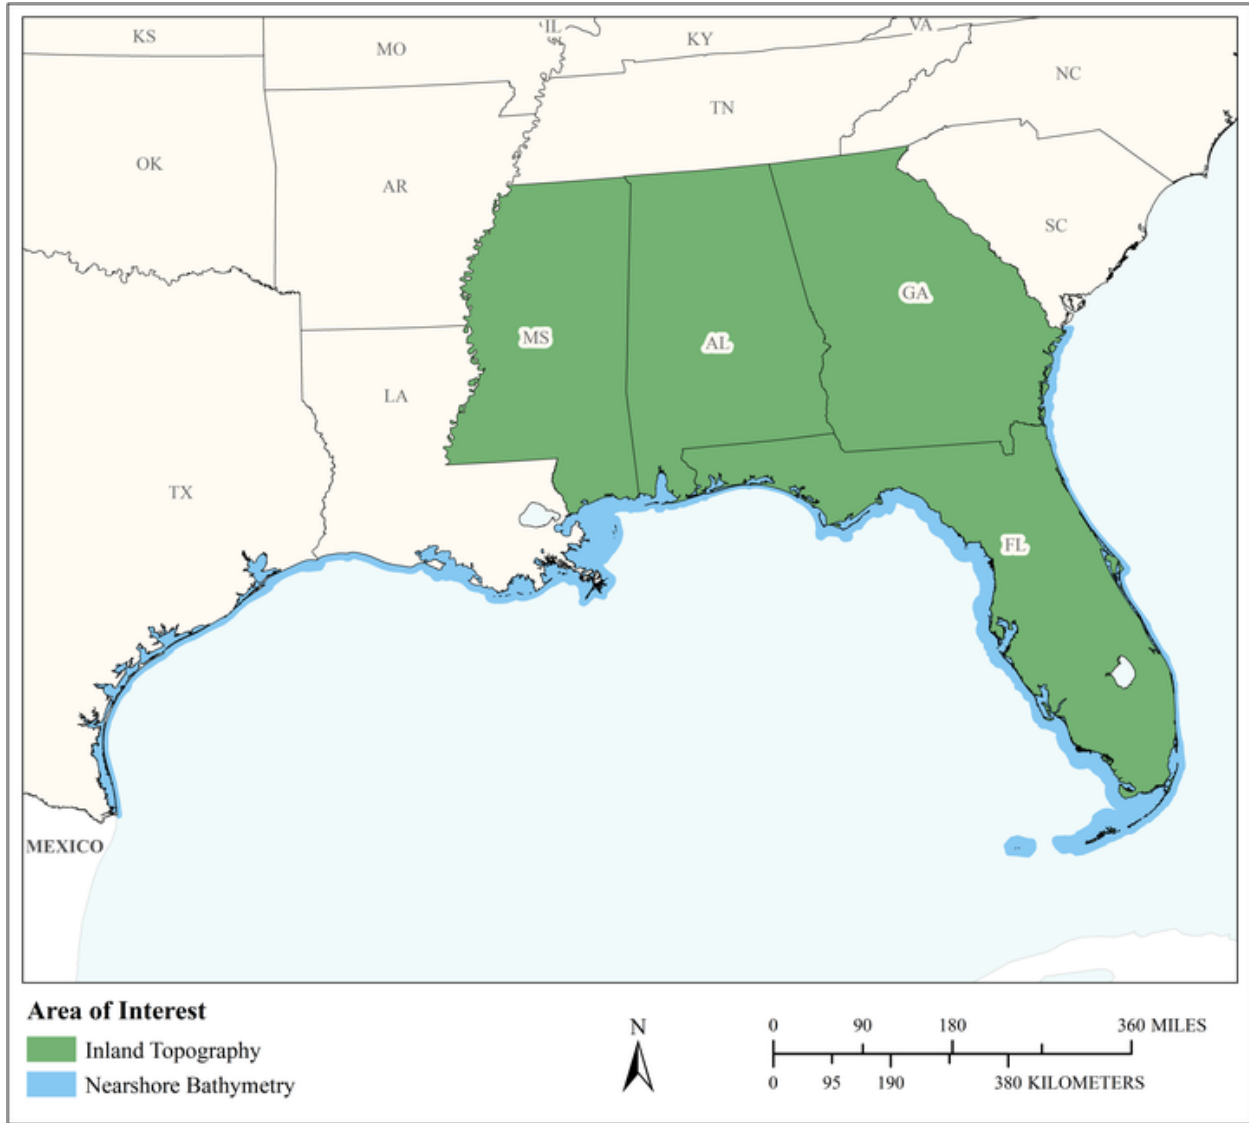 KS
MO
IL
KY
VA
NC
TN
OK
AR
SC
GA
MS
AL
LA
TX
FL
MEXICO
Area of Interest
Inland Topography
Nearshore Bathymetry
N
0 90 180 360 MILES
0 95 190 380 KILOMETERS